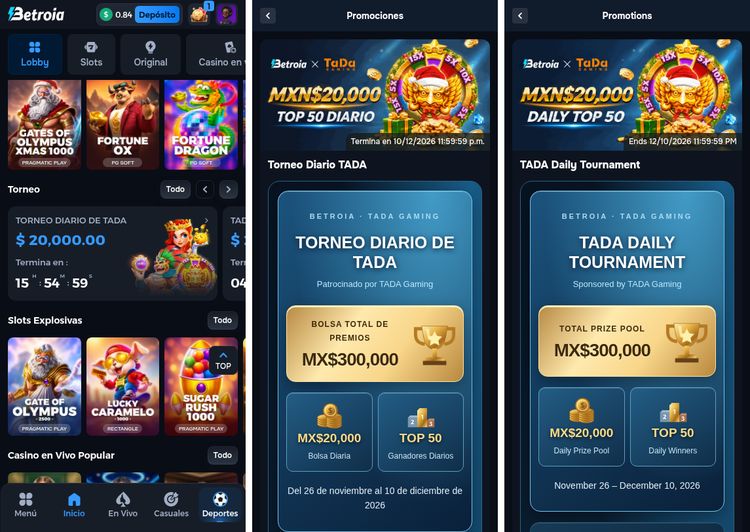 Betroia
$ 0.84 Depósito
1
Lobby
Slots
Original
Casino en v
GATES OF
OLYMPUS
XMAS 1000
PRAGMATIC PLAY
FORTUNE
OX
PG SOFT
FORTUNE
DRAGON
PG SOFT
Torneo
Todo
TORNEO DIARIO DE TADA
$ 20,000.00
Termina en :
15 H : 54 M : 59 S
TAD
$ 2
Term
04
Slots Explosivas
Todo
GATE OF
OLYMPUS
2500
PRAGMATIC PLAY
LUCKY
CARAMELO
1000
RECTANGLE
SUGAR
RUSH
1000
PRAGMATIC PLAY
TOP
Casino en Vivo Popular
Todo
Menú
Inicio
En Vivo
Casuales
Deportes
Promociones
Betroia × TaDa
GAMING
MXN$20,000
TOP 50 DIARIO
Termina en 10/12/2026 11:59:59 p.m.
Torneo Diario TADA
BETROIA · TADA GAMING
TORNEO DIARIO DE
TADA
Patrocinado por TADA Gaming
BOLSA TOTAL DE
PREMIOS
MX$300,000
MX$20,000
Bolsa Diaria
TOP 50
Ganadores Diarios
Del 26 de noviembre al 10 de diciembre de
2026
Promotions
Betroia × TaDa
GAMING
MXN$20,000
DAILY TOP 50
Ends 12/10/2026 11:59:59 PM
TADA Daily Tournament
BETROIA · TADA GAMING
TADA DAILY
TOURNAMENT
Sponsored by TADA Gaming
TOTAL PRIZE POOL
MX$300,000
MX$20,000
Daily Prize Pool
TOP 50
Daily Winners
November 26 – December 10, 2026